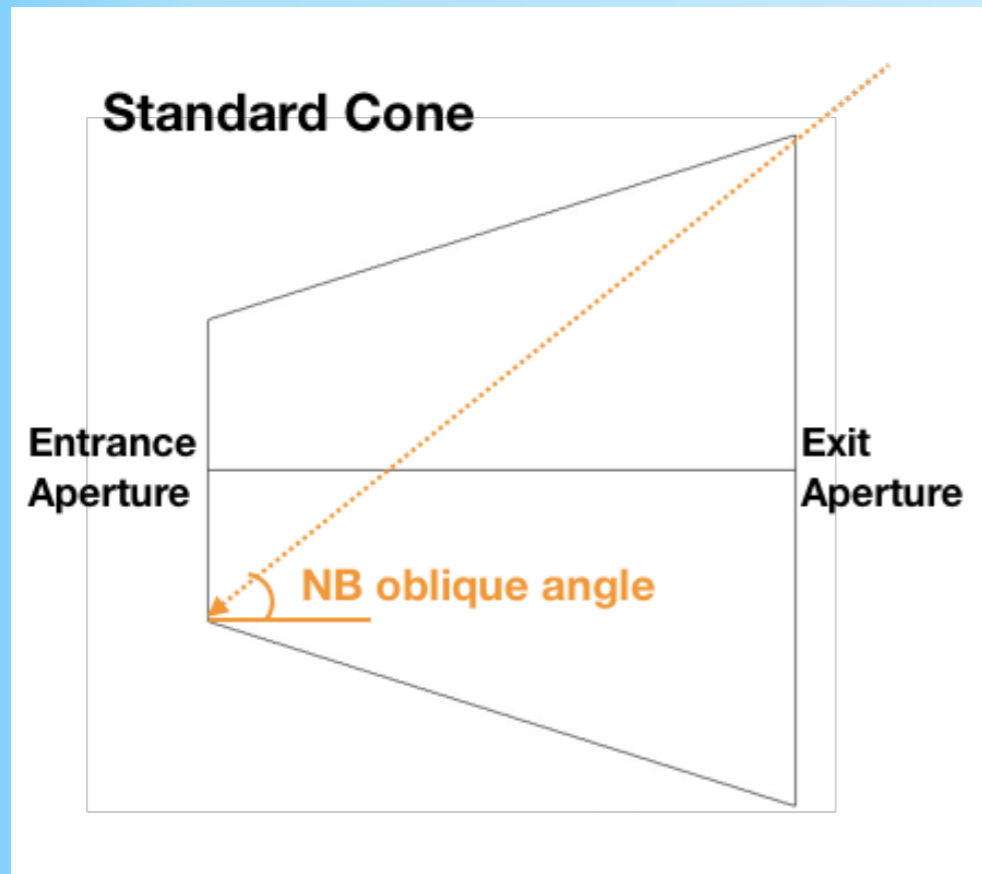 Standard Cone
Entrance
Aperture
Exit
Aperture
NB oblique angle